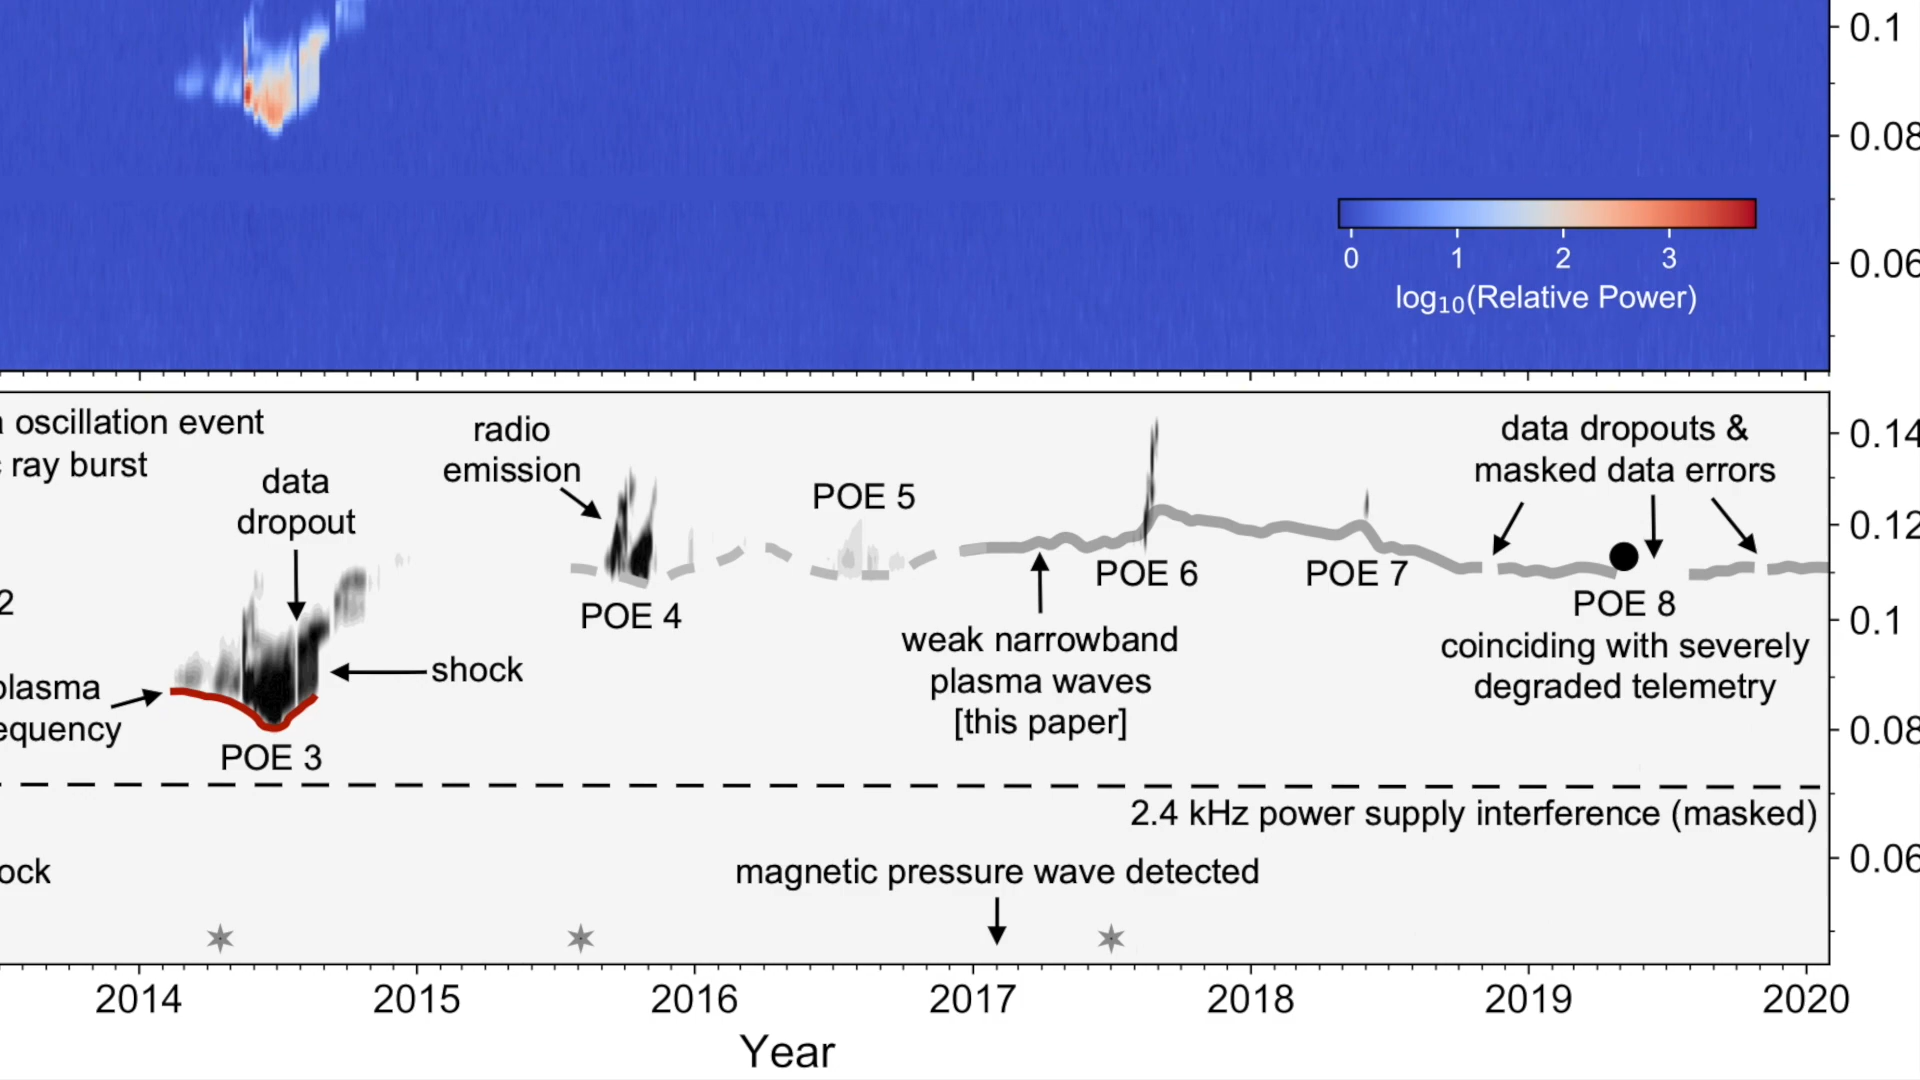 0.1
0.08
0.06
0 1 2 3
log₁₀(Relative Power)
oscillation event
ray burst
data
dropout
radio
emission
POE 5
data dropouts &
masked data errors
0.14
0.12
0.1
0.08
0.06
POE 4
POE 6
POE 7
POE 8
coinciding with severely
degraded telemetry
2
shock
weak narrowband
plasma waves
[this paper]
plasma
equency
POE 3
2.4 kHz power supply interference (masked)
ock
magnetic pressure wave detected
2014 2015 2016 2017 2018 2019 2020
Year